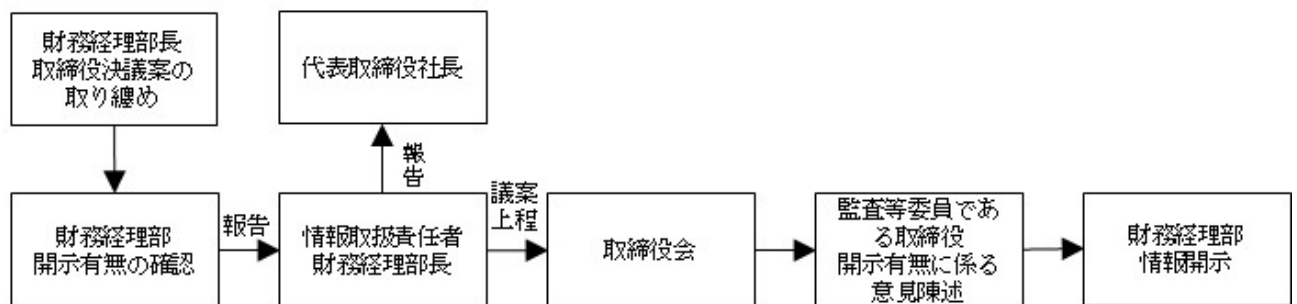 財務経理部長
取締役決議案の
取り纏め
代表取締役社長
報
告
財務経理部
開示有無の確認
報告
情報取扱責任者
財務経理部長
議案
上程
取締役会
監査等委員であ
る取締役
開示有無に係る
意見陳述
財務経理部
情報開示